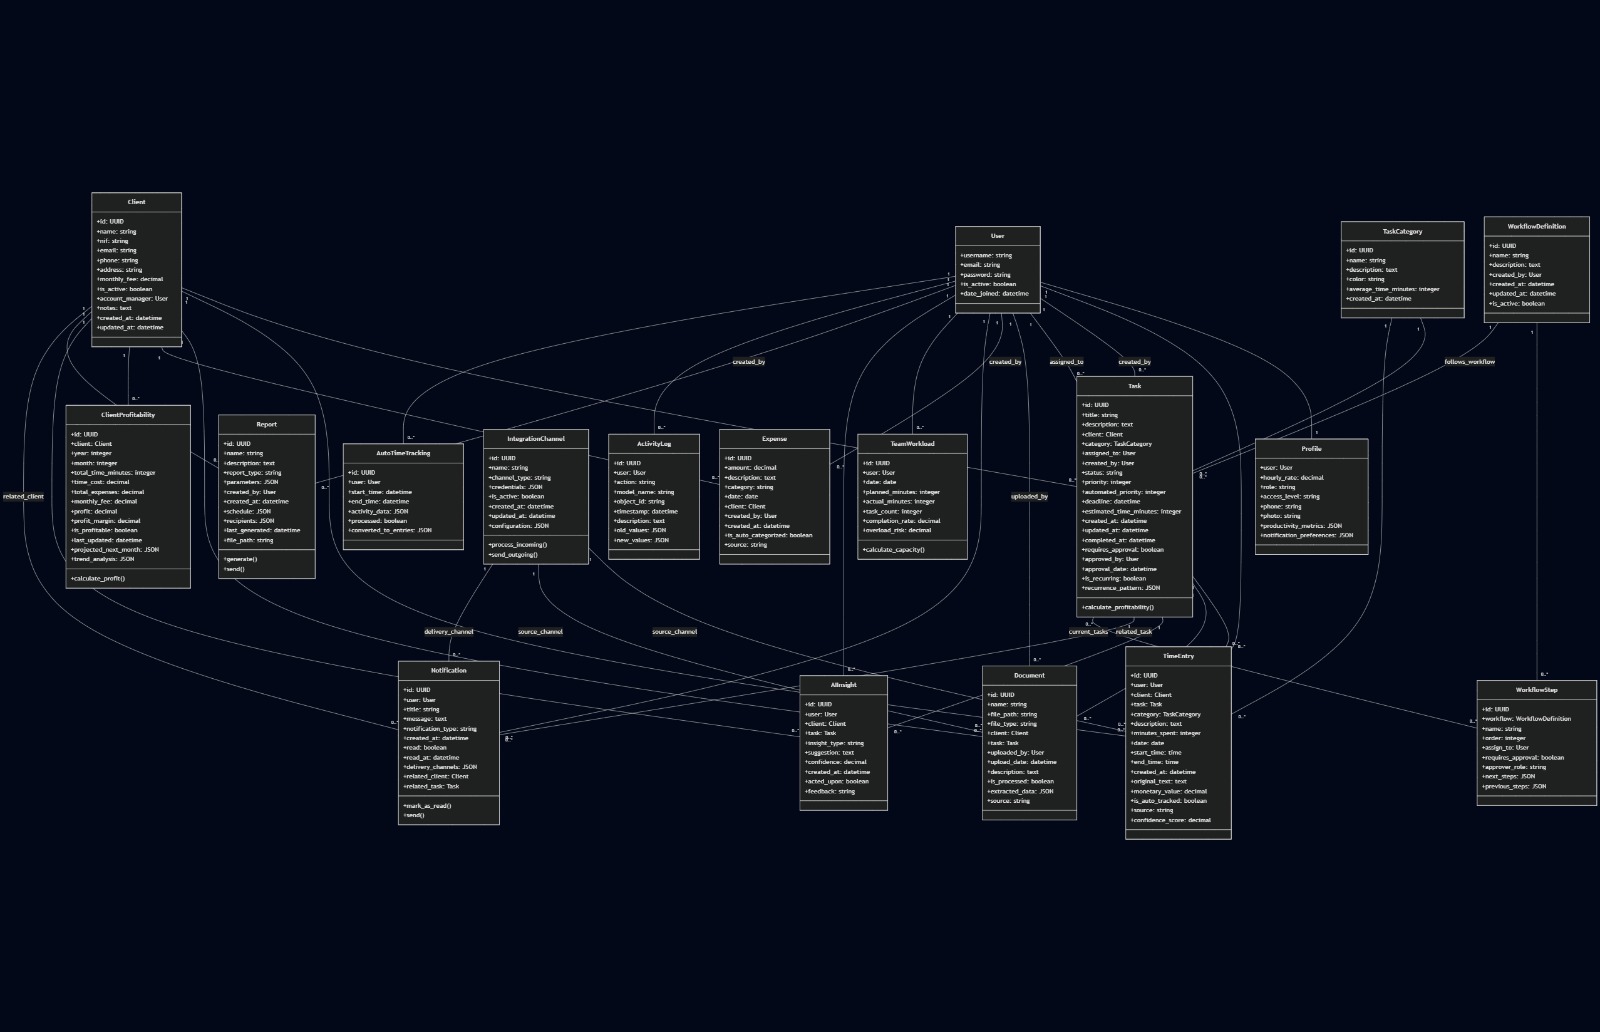 Client
+id: UUID
+name: string
+nif: string
+email: string
+phone: string
+address: string
+monthly_fee: decimal
+is_active: boolean
+account_manager: User
+notes: text
+created_at: datetime
+updated_at: datetime
User
+username: string
+email: string
+password: string
+is_active: boolean
+date_joined: datetime
TaskCategory
+id: UUID
+name: string
+description: text
+color: string
+average_time_minutes: integer
+created_at: datetime
WorkflowDefinition
+id: UUID
+name: string
+description: text
+created_by: User
+created_at: datetime
+updated_at: datetime
+is_active: boolean
created_by
created_by
assigned_to
created_by
follows_workflow
ClientProfitability
+id: UUID
+client: Client
+year: integer
+month: integer
+total_time_minutes: integer
+time_cost: decimal
+total_expenses: decimal
+monthly_fee: decimal
+profit: decimal
+profit_margin: decimal
+is_profitable: boolean
+last_updated: datetime
+projected_next_month: JSON
+trend_analysis: JSON
+calculate_profit()
Report
+id: UUID
+name: string
+description: text
+report_type: string
+parameters: JSON
+created_by: User
+created_at: datetime
+schedule: JSON
+recipients: JSON
+last_generated: datetime
+file_path: string
+generate()
+send()
AutoTimeTracking
+id: UUID
+user: User
+start_time: datetime
+end_time: datetime
+activity_data: JSON
+processed: boolean
+converted_to_entries: JSON
IntegrationChannel
+id: UUID
+name: string
+channel_type: string
+credentials: JSON
+is_active: boolean
+created_at: datetime
+updated_at: datetime
+configuration: JSON
+process_incoming()
+send_outgoing()
ActivityLog
+id: UUID
+user: User
+action: string
+model_name: string
+object_id: string
+timestamp: datetime
+description: text
+old_values: JSON
+new_values: JSON
Expense
+id: UUID
+amount: decimal
+description: text
+category: string
+date: date
+client: Client
+created_by: User
+created_at: datetime
+is_auto_categorized: boolean
+source: string
TeamWorkload
+id: UUID
+user: User
+date: date
+planned_minutes: integer
+actual_minutes: integer
+task_count: integer
+completion_rate: decimal
+overload_risk: decimal
+calculate_capacity()
Task
+id: UUID
+title: string
+description: text
+client: Client
+category: TaskCategory
+assigned_to: User
+created_by: User
+status: string
+priority: integer
+automated_priority: integer
+deadline: datetime
+estimated_time_minutes: integer
+created_at: datetime
+updated_at: datetime
+completed_at: datetime
+requires_approval: boolean
+approved_by: User
+approval_date: datetime
+is_recurring: boolean
+recurrence_pattern: JSON
+calculate_profitability()
Profile
+user: User
+hourly_rate: decimal
+role: string
+access_level: string
+phone: string
+photo: string
+productivity_metrics: JSON
+notification_preferences: JSON
related_client
uploaded_by
delivery_channel
source_channel
source_channel
current_tasks
related_task
Notification
+id: UUID
+user: User
+title: string
+message: text
+notification_type: string
+created_at: datetime
+read: boolean
+read_at: datetime
+delivery_channels: JSON
+related_client: Client
+related_task: Task
+mark_as_read()
+send()
AIInsight
+id: UUID
+user: User
+client: Client
+task: Task
+insight_type: string
+suggestion: text
+confidence: decimal
+created_at: datetime
+acted_upon: boolean
+feedback: string
Document
+id: UUID
+name: string
+file_path: string
+file_type: string
+client: Client
+task: Task
+uploaded_by: User
+upload_date: datetime
+description: text
+is_processed: boolean
+extracted_data: JSON
+source: string
TimeEntry
+id: UUID
+user: User
+client: Client
+task: Task
+category: TaskCategory
+description: text
+minutes_spent: integer
+date: date
+start_time: time
+end_time: time
+created_at: datetime
+original_text: text
+monetary_value: decimal
+is_auto_tracked: boolean
+source: string
+confidence_score: decimal
WorkflowStep
+id: UUID
+workflow: WorkflowDefinition
+name: string
+order: integer
+assign_to: User
+requires_approval: boolean
+approver_role: string
+next_steps: JSON
+previous_steps: JSON